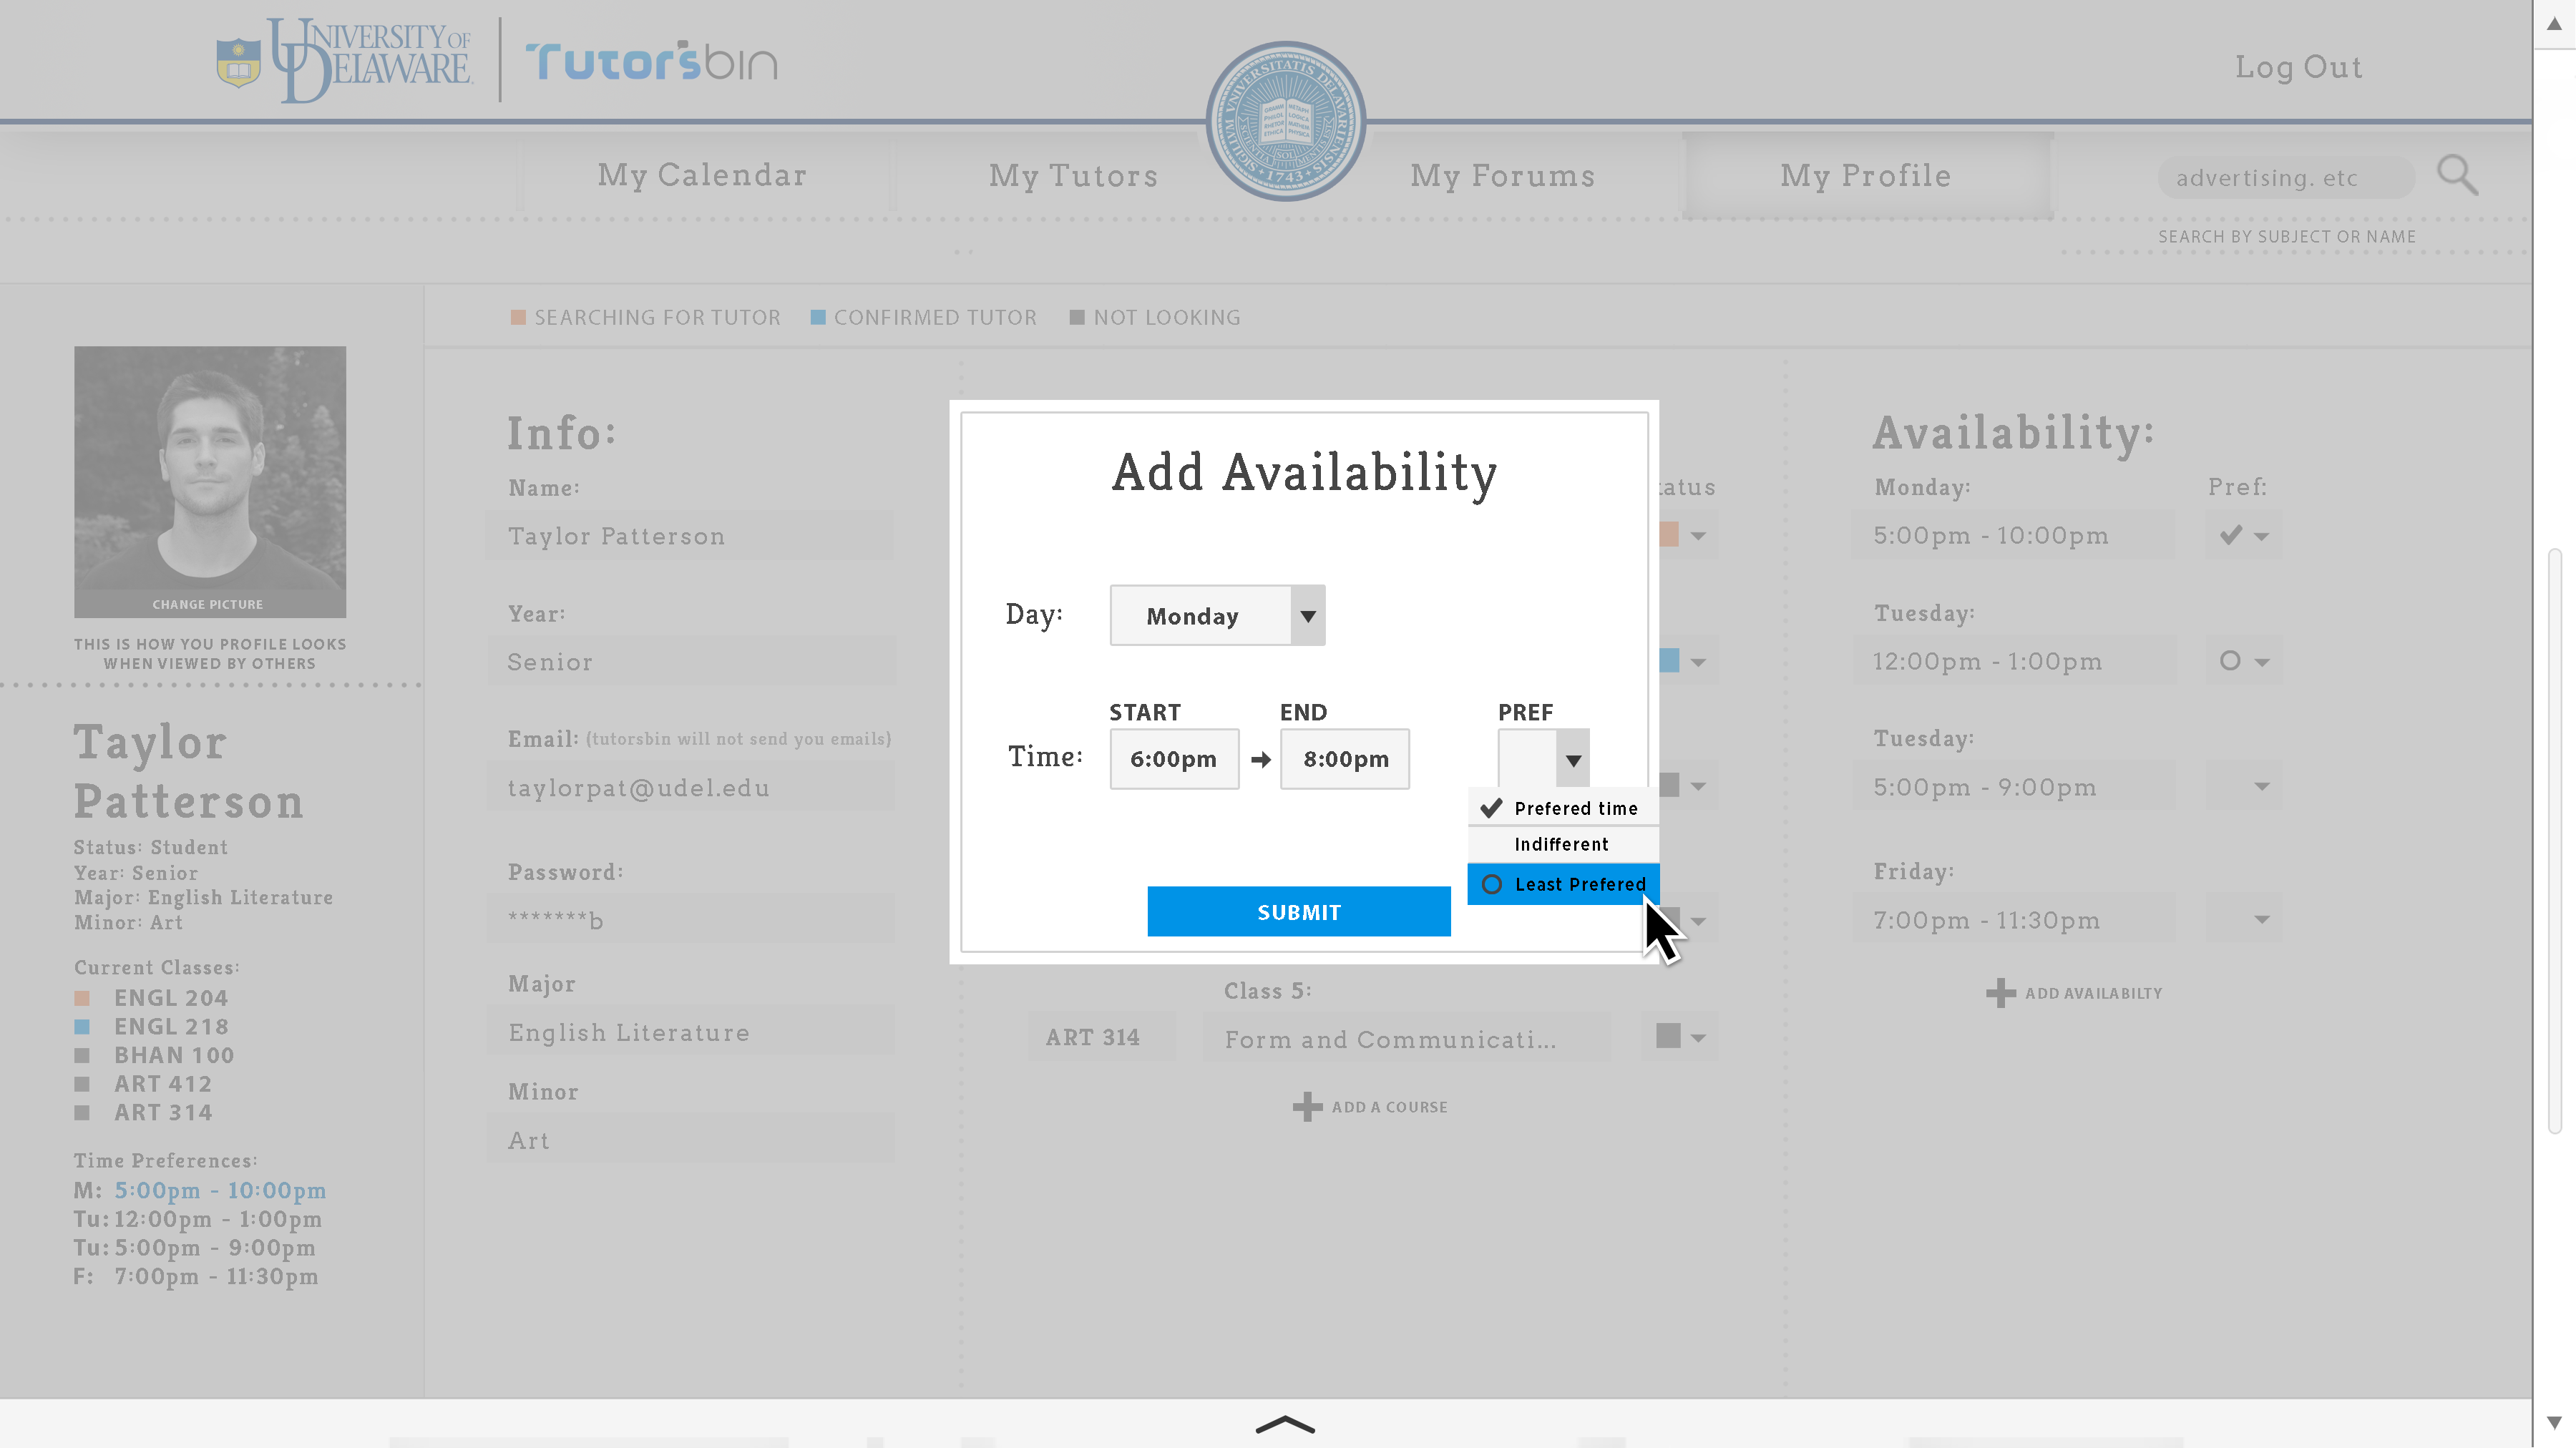 UNIVERSITY OF
DELAWARE
Tutorsbin
Log Out
My Calendar
My Tutors
My Forums
My Profile
advertising. etc
SEARCH BY SUBJECT OR NAME
1743
SEARCHING FOR TUTOR
CONFIRMED TUTOR
NOT LOOKING
CHANGE PICTURE
THIS IS HOW YOU PROFILE LOOKS
WHEN VIEWED BY OTHERS
Taylor
Patterson
Status: Student
Year: Senior
Major: English Literature
Minor: Art
Current Classes:
ENGL 204
ENGL 218
BHAN 100
ART 412
ART 314
Time Preferences:
M: 5:00pm - 10:00pm
Tu: 12:00pm - 1:00pm
Tu: 5:00pm - 9:00pm
F: 7:00pm - 11:30pm
Info:
Name:
Taylor Patterson
Year:
Senior
Email: (tutorsbin will not send you emails)
taylorpat@udel.edu
Password:
*******b
Major
English Literature
Minor
Art
Add Availability
Day:
Monday
START
END
PREF
Time:
6:00pm
8:00pm
Prefered time
Indifferent
Least Prefered
SUBMIT
tatus
Class 5:
ART 314
Form and Communicati...
ADD A COURSE
Availability:
Monday:
Pref:
5:00pm - 10:00pm
Tuesday:
12:00pm - 1:00pm
Tuesday:
5:00pm - 9:00pm
Friday:
7:00pm - 11:30pm
ADD AVAILABILTY